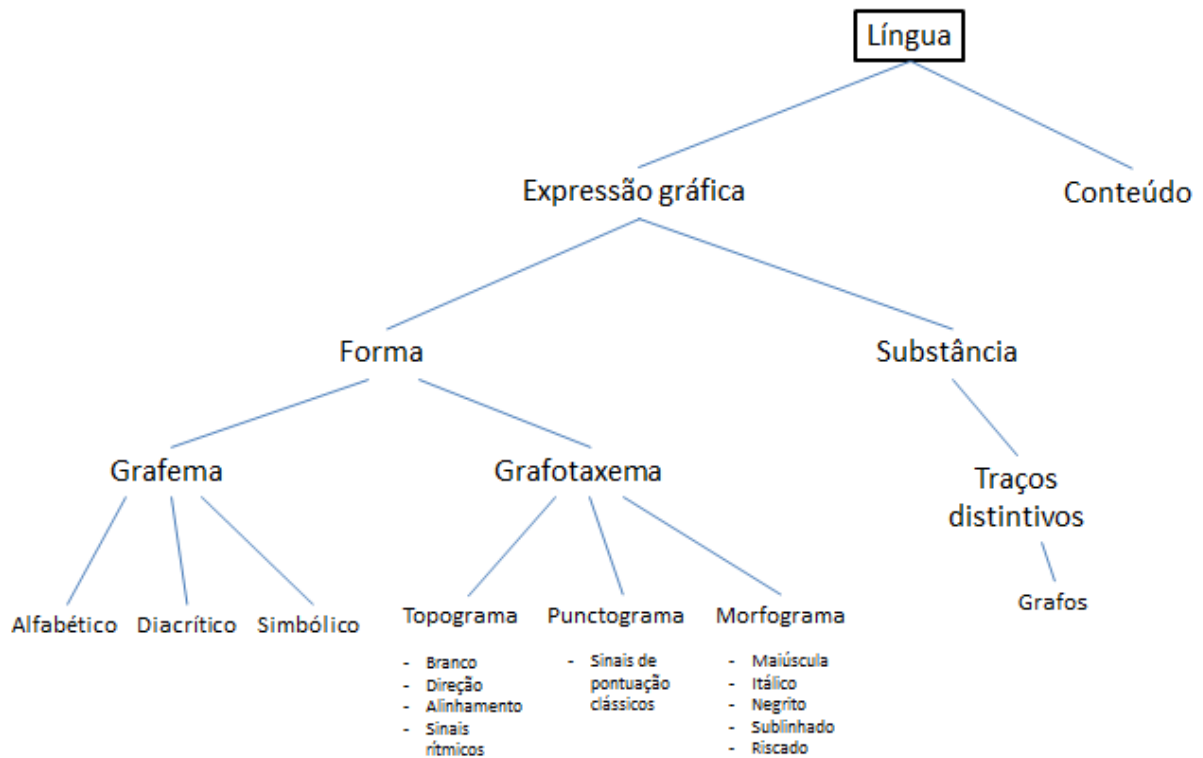 Língua
Expressão gráfica
Conteúdo
Forma
Substância
Grafema
Grafotaxema
Traços
distintivos
Alfabético
Diacrítico
Simbólico
Topograma
Punctograma
Morfograma
Grafos
- Branco
- Direção
- Alinhamento
- Sinais
rítmicos
- Sinais de
pontuação
clássicos
- Maiúscula
- Itálico
- Negrito
- Sublinhado
- Riscado